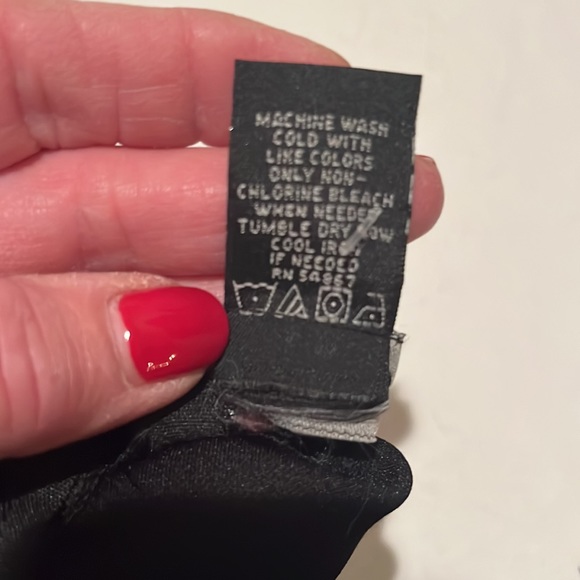 MACHINE WASH
COLD WITH
LIKE COLORS
ONLY NON-
CHLORINE BLEACH
WHEN NEEDED
TUMBLE DRY LOW
COOL IRON
IF NEEDED
RN 54867